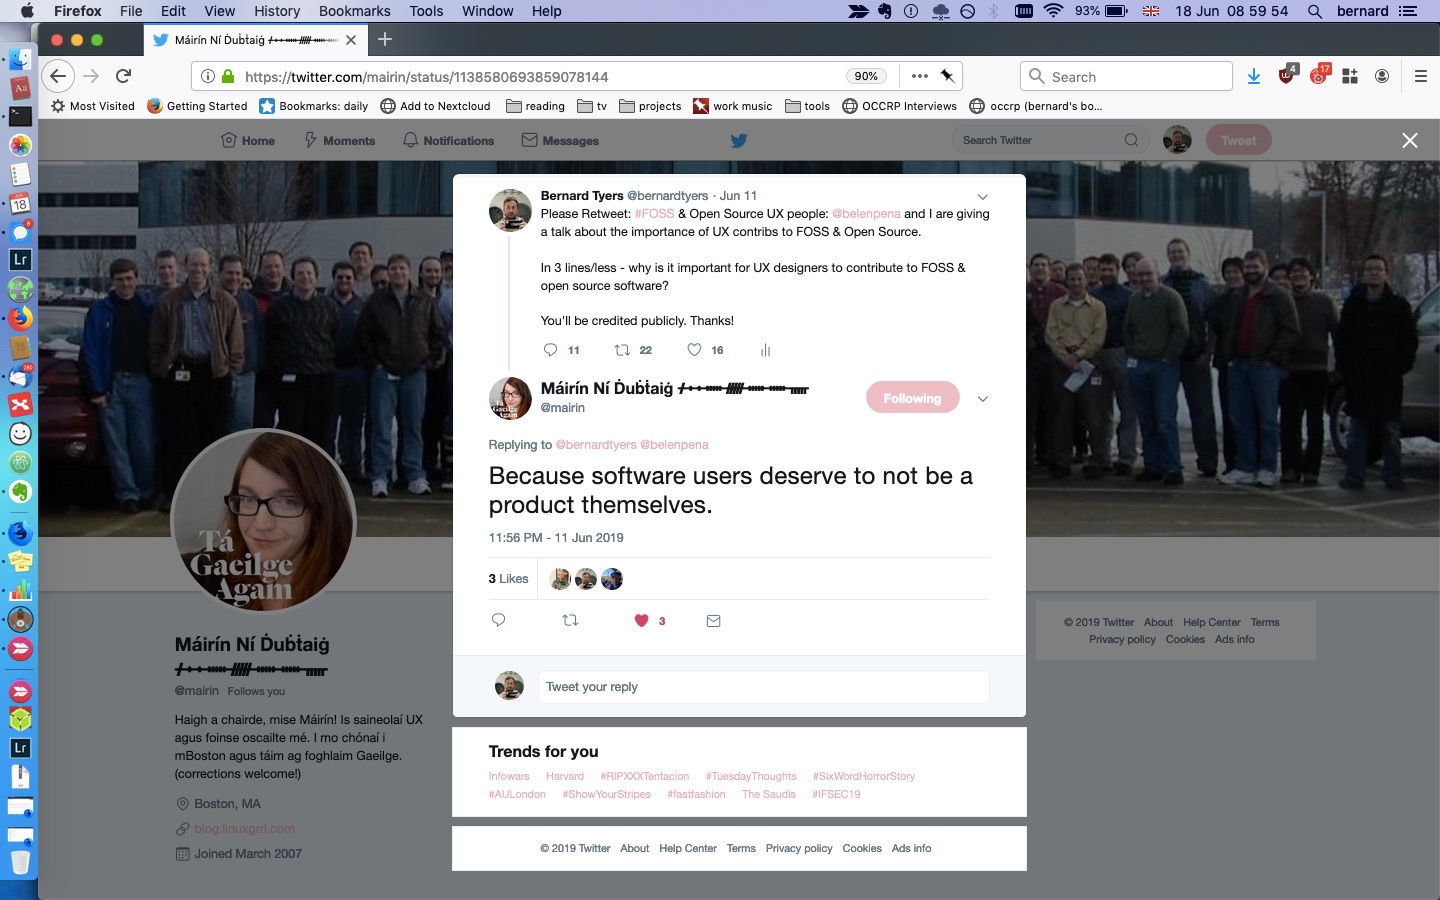 Firefox File Edit View History Bookmarks Tools Window Help 93% 18 Jun 08 59 54 bernard
Máirín Ní Ḋuḃṫaiġ
https://twitter.com/mairin/status/1138580693859078144 90% Search 4 17
Most Visited Getting Started Bookmarks: daily Add to Nextcloud reading tv projects work music tools OCCRP Interviews occrp (bernard's bo...
Home Moments Notifications Messages Search Twitter Tweet
Bernard Tyers @bernardtyers · Jun 11
Please Retweet: #FOSS & Open Source UX people: @belenpena and I are giving
a talk about the importance of UX contribs to FOSS & Open Source.
In 3 lines/less - why is it important for UX designers to contribute to FOSS &
open source software?
You'll be credited publicly. Thanks!
11 22 16
Máirín Ní Ḋuḃṫaiġ
@mairin
Following
Replying to @bernardtyers @belenpena
Because software users deserve to not be a
product themselves.
11:56 PM - 11 Jun 2019
3 Likes
3
Tweet your reply
Trends for you
Infowars Harvard #RIPXXXTentacion #TuesdayThoughts #SixWordHorrorStory
#AULondon #ShowYourStripes #fastfashion The Saudis #IFSEC19
© 2019 Twitter About Help Center Terms Privacy policy Cookies Ads info
Tá
Gaeilge
Agam
Máirín Ní Ḋuḃṫaiġ
@mairin Follows you
Haigh a chairde, mise Máirín! Is saineolaí UX
agus foinse oscailte mé. I mo chónaí i
mBoston agus táim ag foghlaim Gaeilge.
(corrections welcome!)
Boston, MA
blog.linuxgrrl.com
Joined March 2007
© 2019 Twitter About Help Center Terms
Privacy policy Cookies Ads info
Aa
18
Lr
Lr